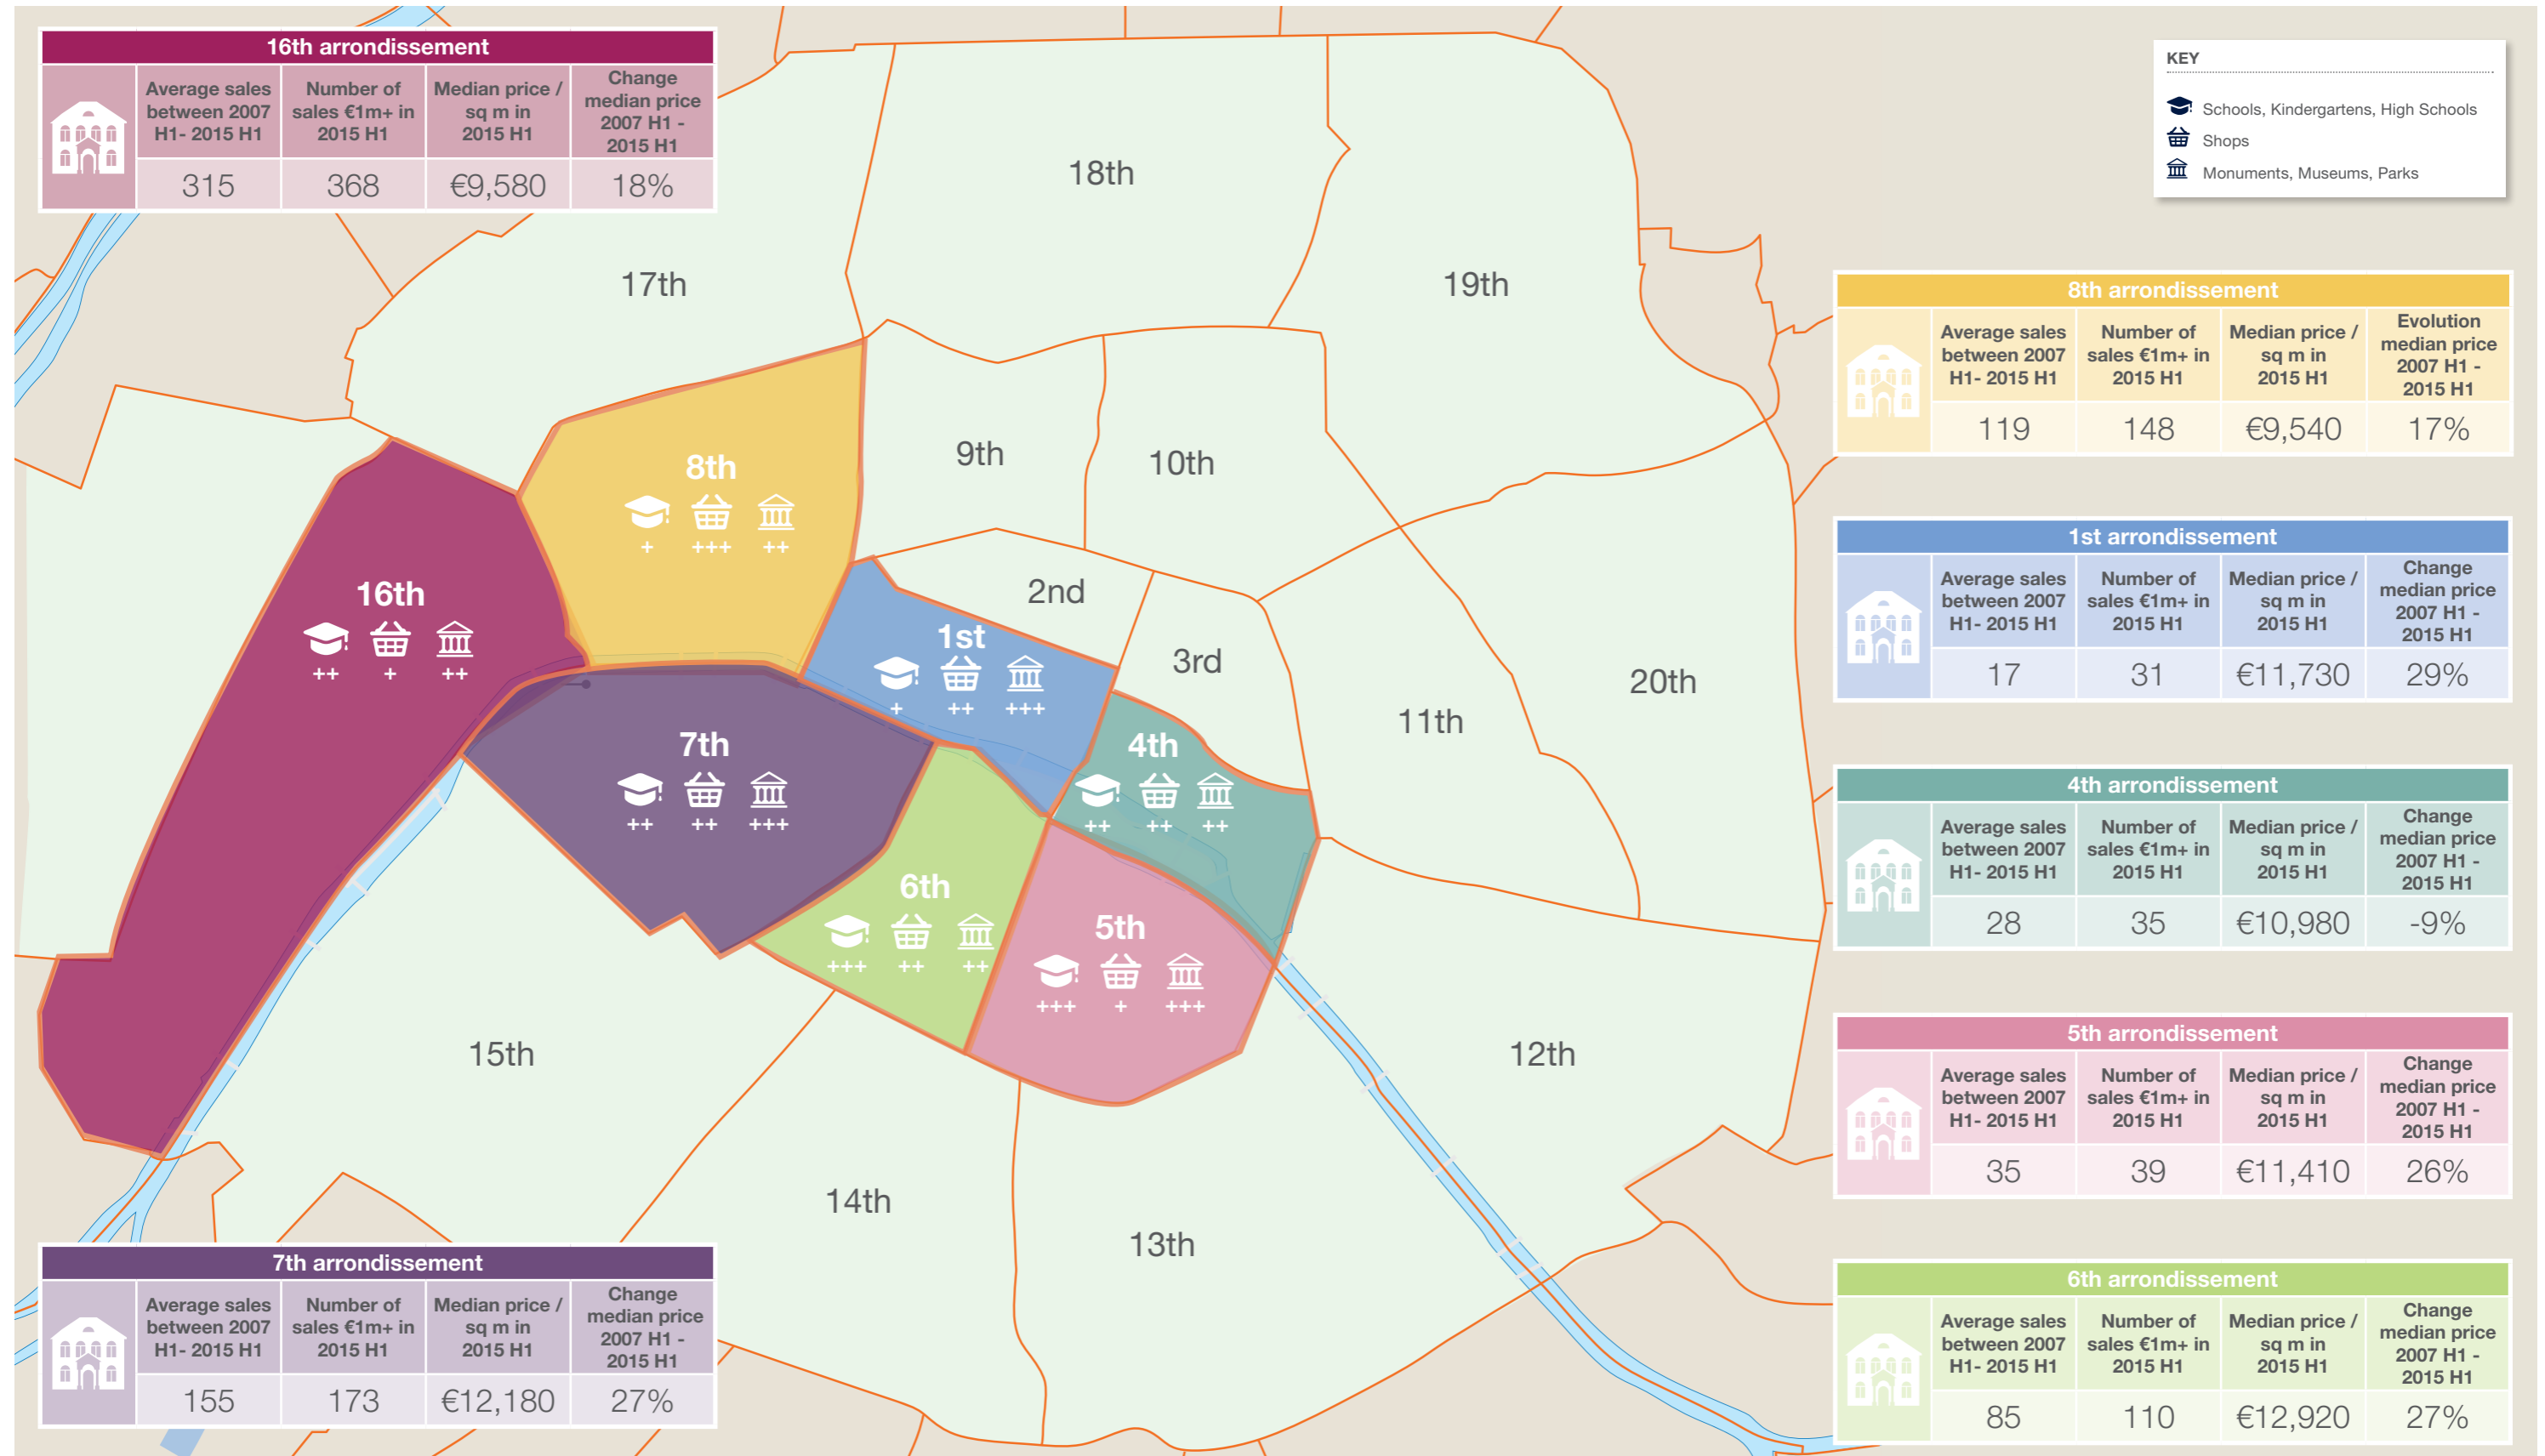 16th arrondissement
Average sales
between 2007
H1- 2015 H1
Number of
sales €1m+ in
2015 H1
Median price /
sq m in
2015 H1
Change
median price
2007 H1 -
2015 H1
315
368
€9,580
18%
KEY
Schools, Kindergartens, High Schools
Shops
Monuments, Museums, Parks
18th
17th
19th
8th
+
+++
++
9th
10th
16th
++
+
++
2nd
1st
+
++
+++
3rd
20th
11th
7th
++
++
+++
4th
++
++
++
6th
+++
++
++
5th
+++
+
+++
15th
12th
14th
13th
8th arrondissement
Average sales
between 2007
H1- 2015 H1
Number of
sales €1m+ in
2015 H1
Median price /
sq m in
2015 H1
Evolution
median price
2007 H1 -
2015 H1
119
148
€9,540
17%
1st arrondissement
Average sales
between 2007
H1- 2015 H1
Number of
sales €1m+ in
2015 H1
Median price /
sq m in
2015 H1
Change
median price
2007 H1 -
2015 H1
17
31
€11,730
29%
4th arrondissement
Average sales
between 2007
H1- 2015 H1
Number of
sales €1m+ in
2015 H1
Median price /
sq m in
2015 H1
Change
median price
2007 H1 -
2015 H1
28
35
€10,980
-9%
5th arrondissement
Average sales
between 2007
H1- 2015 H1
Number of
sales €1m+ in
2015 H1
Median price /
sq m in
2015 H1
Change
median price
2007 H1 -
2015 H1
35
39
€11,410
26%
7th arrondissement
Average sales
between 2007
H1- 2015 H1
Number of
sales €1m+ in
2015 H1
Median price /
sq m in
2015 H1
Change
median price
2007 H1 -
2015 H1
155
173
€12,180
27%
6th arrondissement
Average sales
between 2007
H1- 2015 H1
Number of
sales €1m+ in
2015 H1
Median price /
sq m in
2015 H1
Change
median price
2007 H1 -
2015 H1
85
110
€12,920
27%